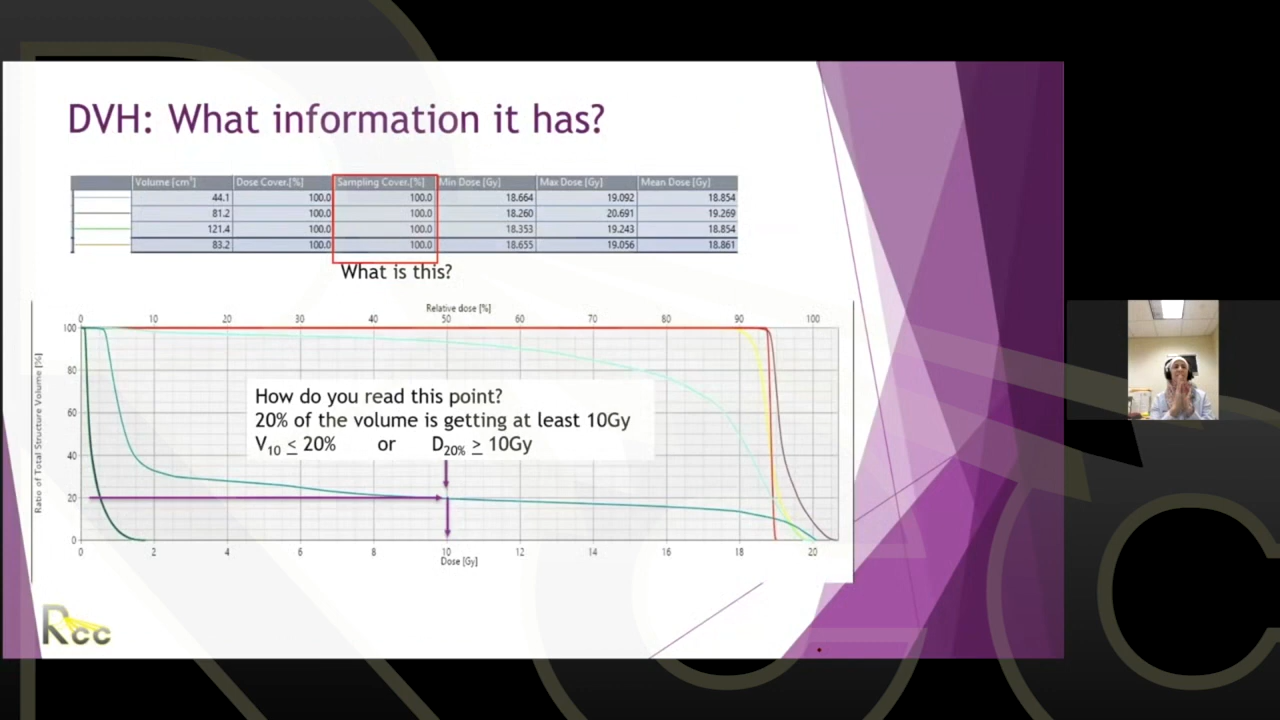 DVH: What information it has?
Volume [cm³] Dose Cover.[%] Sampling Cover.[%] Min Dose [Gy] Max Dose [Gy] Mean Dose [Gy]
44.1 100.0 100.0 18.664 19.092 18.854
81.2 100.0 100.0 18.260 20.691 19.269
121.4 100.0 100.0 18.353 19.243 18.854
83.2 100.0 100.0 18.655 19.056 18.861
What is this?
Relative dose [%]
0 10 20 30 40 50 60 70 80 90 100
Ratio of Total Structure Volume [%]
100
80
60
40
20
0
How do you read this point?
20% of the volume is getting at least 10Gy
V₁₀ ≤ 20% or D₂₀% ≥ 10Gy
0 2 4 6 8 10 12 14 16 18 20
Dose [Gy]
Rcc